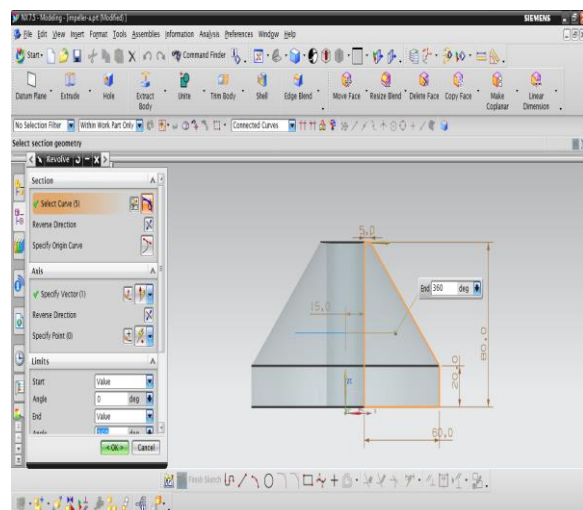 NX 7.5 - Modeling - [impeller-a.prt (Modified) ]
SIEMENS
File Edit View Insert Format Tools Assemblies Information Analysis Preferences Window Help
Start Command Finder
Datum Plane Extrude Hole Extract Body Unite Trim Body Shell Edge Blend Move Face Resize Blend Delete Face Copy Face Make Coplanar Linear Dimension
No Selection Filter Within Work Part Only Connected Curves
Select section geometry
Revolve
Section
Select Curve (5)
Reverse Direction
Specify Origin Curve
Axis
Specify Vector (1)
Reverse Direction
Specify Point (0)
Limits
Start Value
Angle 0 deg
End Value
Angle deg
OK Cancel
5.0
End 360 deg
15.0
80.0
20.0
60.0
Finish Sketch